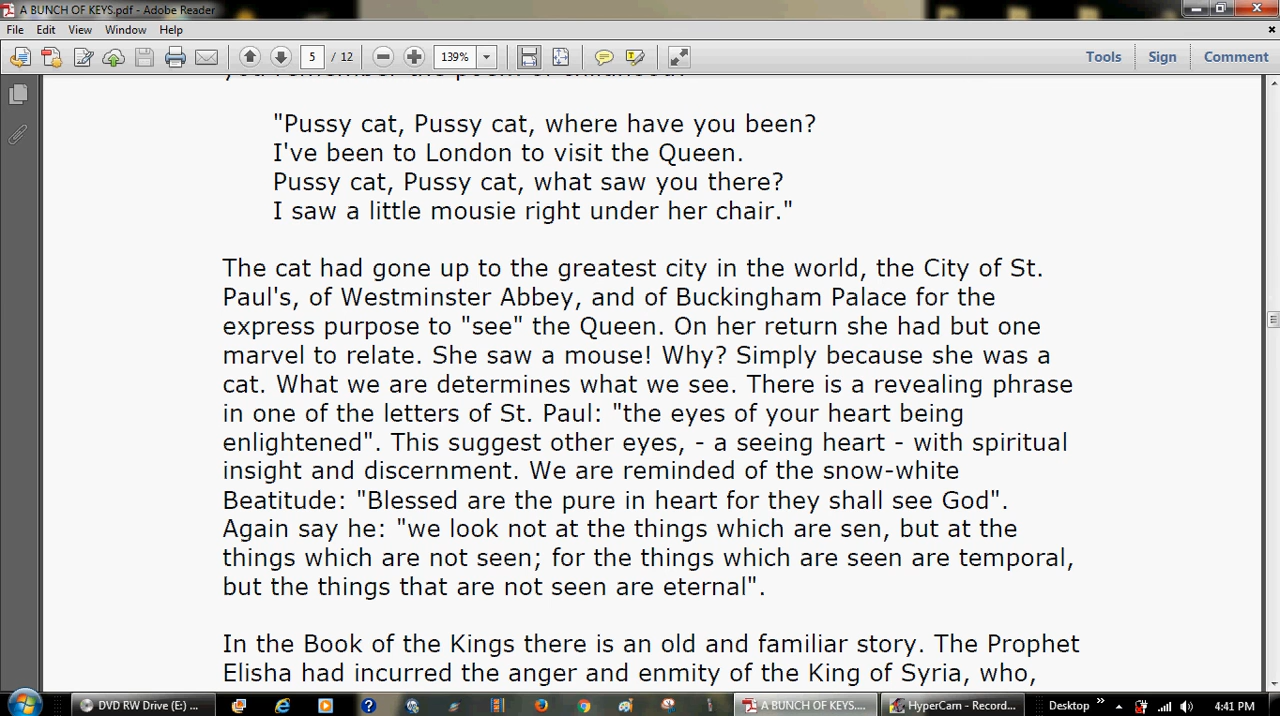 A BUNCH OF KEYS.pdf - Adobe Reader
File Edit View Window Help
5 / 12 139% Tools Sign Comment
you remember the poem of childhood:
"Pussy cat, Pussy cat, where have you been?
I've been to London to visit the Queen.
Pussy cat, Pussy cat, what saw you there?
I saw a little mousie right under her chair."
The cat had gone up to the greatest city in the world, the City of St.
Paul's, of Westminster Abbey, and of Buckingham Palace for the
express purpose to "see" the Queen. On her return she had but one
marvel to relate. She saw a mouse! Why? Simply because she was a
cat. What we are determines what we see. There is a revealing phrase
in one of the letters of St. Paul: "the eyes of your heart being
enlightened". This suggest other eyes, - a seeing heart - with spiritual
insight and discernment. We are reminded of the snow-white
Beatitude: "Blessed are the pure in heart for they shall see God".
Again say he: "we look not at the things which are sen, but at the
things which are not seen; for the things which are seen are temporal,
but the things that are not seen are eternal".
In the Book of the Kings there is an old and familiar story. The Prophet
Elisha had incurred the anger and enmity of the King of Syria, who,
DVD RW Drive (E:) ... A BUNCH OF KEYS.... HyperCam - Record... Desktop 4:41 PM